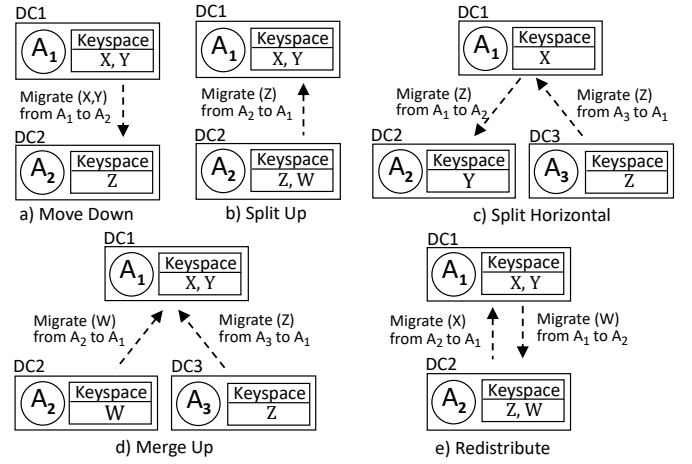 DC1
A1
Keyspace
X, Y
Migrate (X,Y)
from A1 to A2
DC2
A2
Keyspace
Z
a) Move Down
DC1
A1
Keyspace
X, Y
Migrate (Z)
from A2 to A1
DC2
A2
Keyspace
Z, W
b) Split Up
DC1
A1
Keyspace
X
Migrate (Z)
from A1 to A2
Migrate (Z)
from A3 to A1
DC2
A2
Keyspace
Y
DC3
A3
Keyspace
Z
c) Split Horizontal
DC1
A1
Keyspace
X, Y
Migrate (W)
from A2 to A1
Migrate (Z)
from A3 to A1
DC2
A2
Keyspace
W
DC3
A3
Keyspace
Z
d) Merge Up
DC1
A1
Keyspace
X, Y
Migrate (X)
from A2 to A1
Migrate (W)
from A1 to A2
DC2
A2
Keyspace
Z, W
e) Redistribute